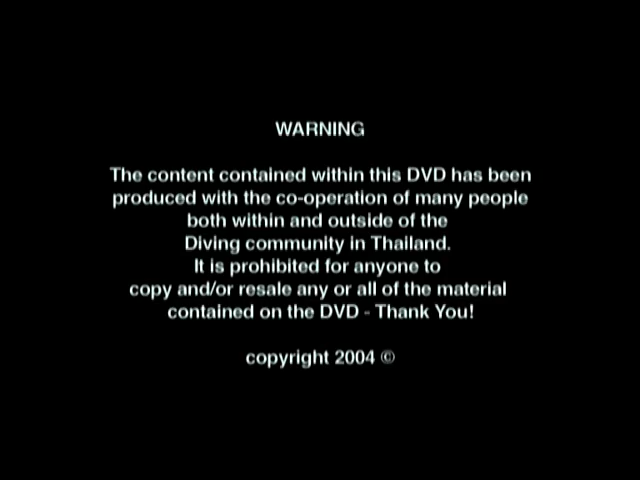 WARNING
The content contained within this DVD has been
produced with the co-operation of many people
both within and outside of the
Diving community in Thailand.
It is prohibited for anyone to
copy and/or resale any or all of the material
contained on the DVD - Thank You!
copyright 2004 ©